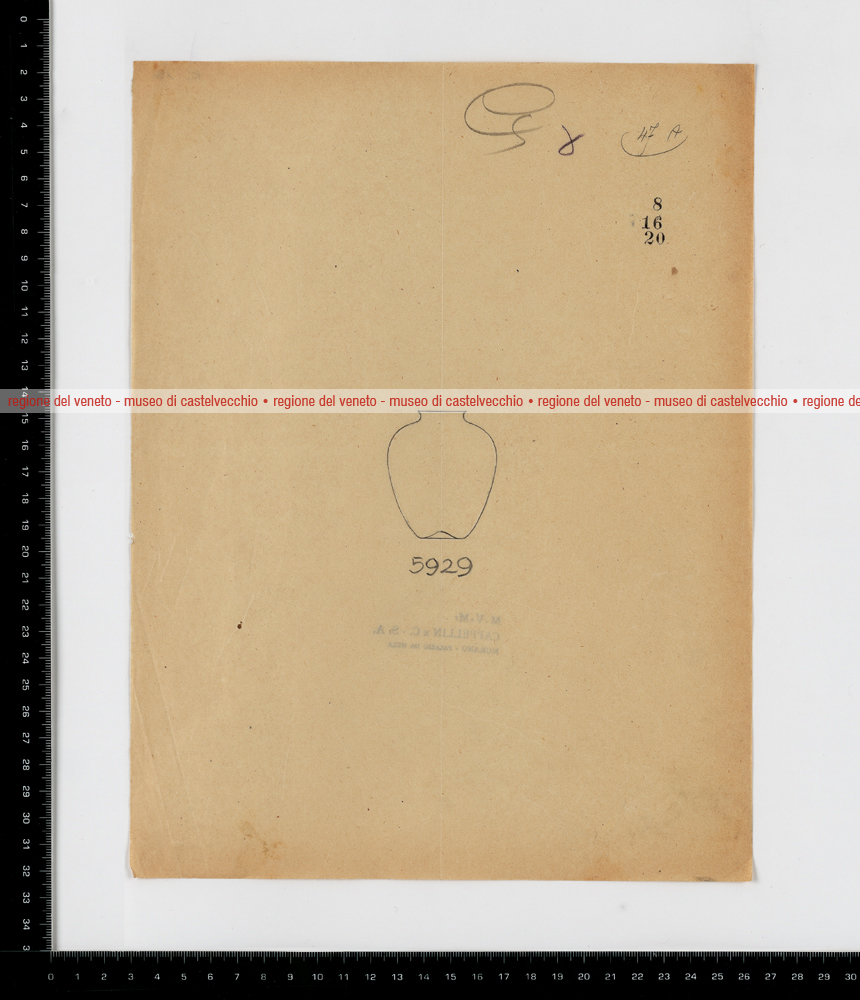 47 A
8
16
20
regione del veneto - museo di castelvecchio • regione del veneto - museo di castelvecchio • regione del veneto - museo di castelvecchio • regione de
5929
M.V.M.
CAPPELLIN & C. - S. A.
MURANO
0 1 2 3 4 5 6 7 8 9 10 11 12 13 14 15 16 17 18 19 20 21 22 23 24 25 26 27 28 29 30 31 32 33 34 3
0 1 2 3 4 5 6 7 8 9 10 11 12 13 14 15 16 17 18 19 20 21 22 23 24 25 26 27 28 29 30